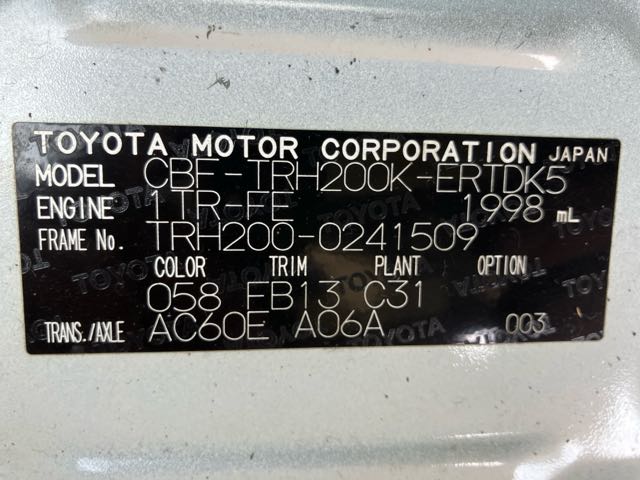 TOYOTA MOTOR CORPORATION JAPAN
MODEL CBF-TRH200K-ERTDK5
ENGINE 1TR-FE 1998 mL
FRAME No. TRH200-0241509
COLOR TRIM PLANT OPTION
058 FB13 C31
TRANS./AXLE AC60E A06A 003